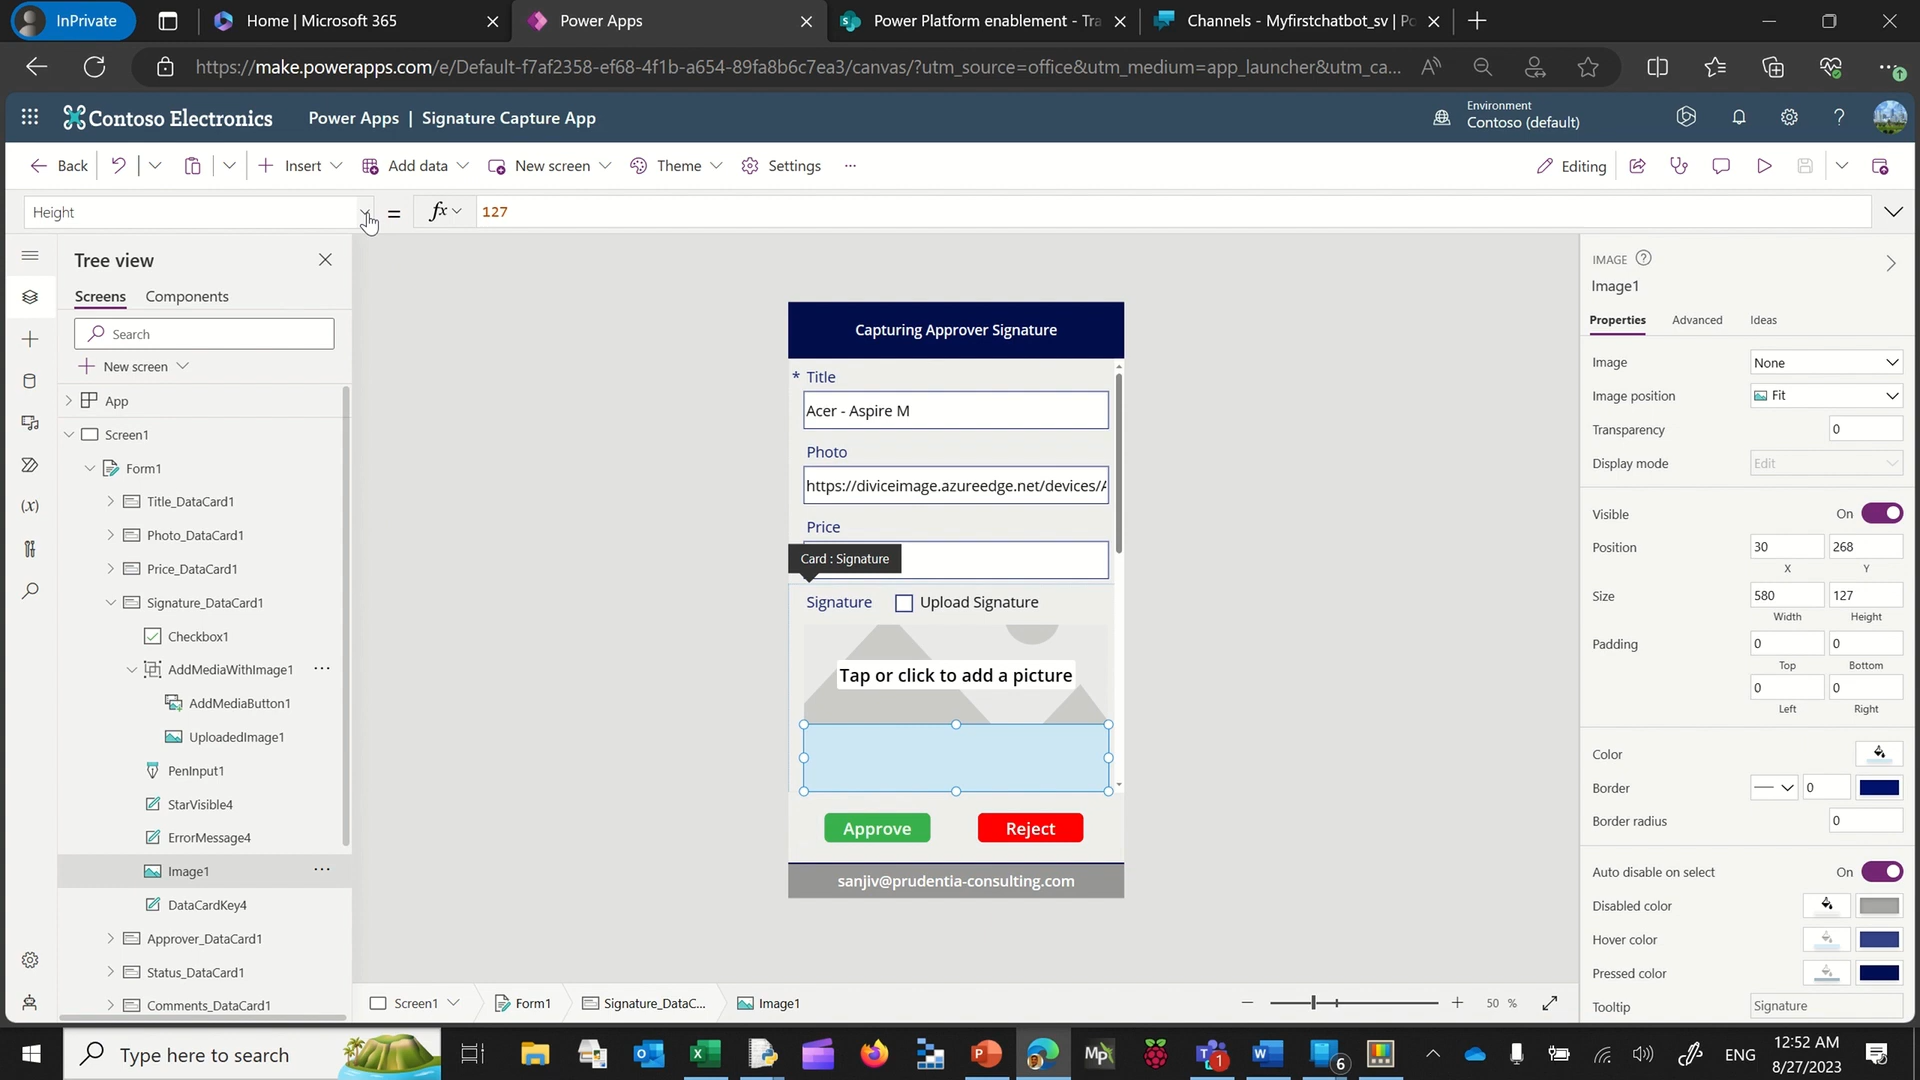 InPrivate
Home | Microsoft 365
Power Apps
Power Platform enablement - Tra
Channels - Myfirstchatbot_sv | Po
https://make.powerapps.com/e/Default-f7af2358-ef68-4f1b-a654-89fa8b6c7ea3/canvas/?utm_source=office&utm_medium=app_launcher&utm_ca...
Contoso Electronics
Power Apps | Signature Capture App
Environment
Contoso (default)
Back
Insert
Add data
New screen
Theme
Settings
Editing
Height
=
fx
127
Tree view
Screens
Components
Search
New screen
App
Screen1
Form1
Title_DataCard1
Photo_DataCard1
Price_DataCard1
Signature_DataCard1
Checkbox1
AddMediaWithImage1
AddMediaButton1
UploadedImage1
PenInput1
StarVisible4
ErrorMessage4
Image1
DataCardKey4
Approver_DataCard1
Status_DataCard1
Comments_DataCard1
Capturing Approver Signature
* Title
Acer - Aspire M
Photo
https://diviceimage.azureedge.net/devices/A
Price
Card : Signature
Signature
Upload Signature
Tap or click to add a picture
Approve
Reject
sanjiv@prudentia-consulting.com
Screen1
Form1
Signature_DataC...
Image1
50 %
IMAGE
Image1
Properties
Advanced
Ideas
Image
None
Image position
Fit
Transparency
0
Display mode
Edit
Visible
On
Position
30
268
X
Y
Size
580
127
Width
Height
Padding
0
0
Top
Bottom
0
0
Left
Right
Color
Border
0
Border radius
0
Auto disable on select
On
Disabled color
Hover color
Pressed color
Tooltip
Signature
Type here to search
1
6
ENG
12:52 AM
8/27/2023